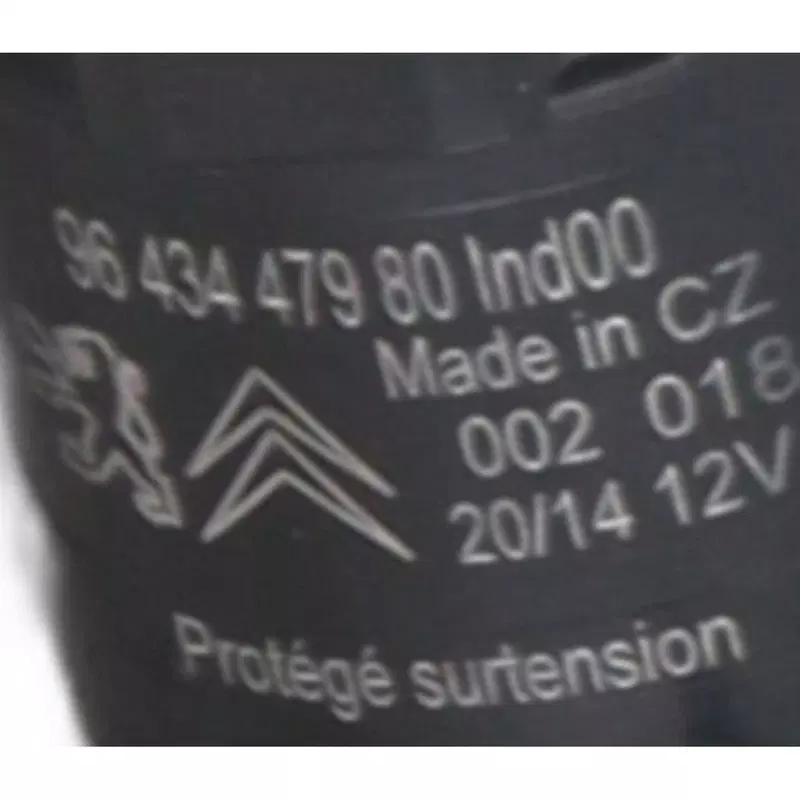 96 434 479 80 Ind00
Made in CZ
002 018
20/14 12V
Protégé surtension